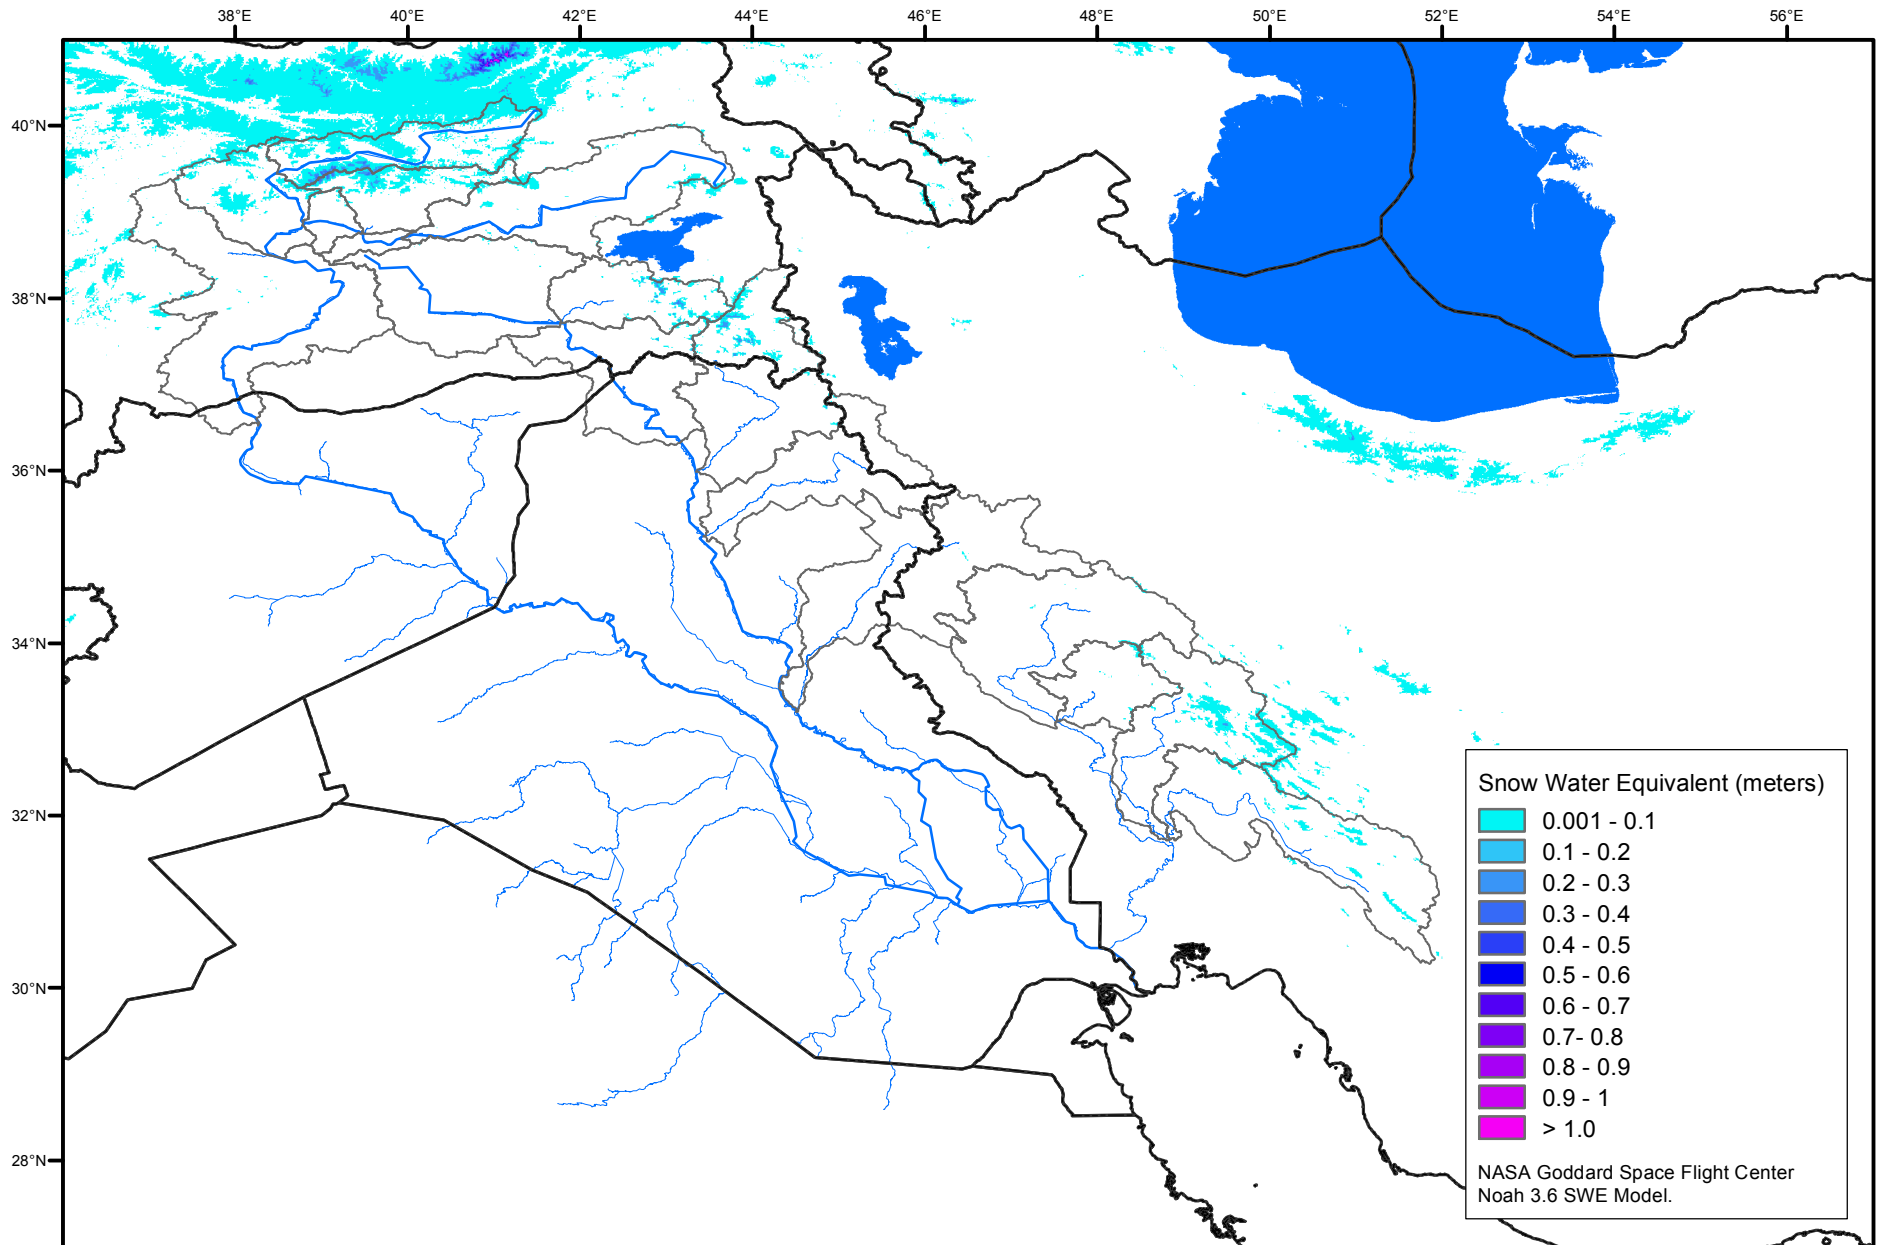 38°E 40°E 42°E 44°E 46°E 48°E 50°E 52°E 54°E 56°E
40°N
38°N
36°N
34°N
32°N
30°N
28°N
Snow Water Equivalent (meters)
0.001 - 0.1
0.1 - 0.2
0.2 - 0.3
0.3 - 0.4
0.4 - 0.5
0.5 - 0.6
0.6 - 0.7
0.7- 0.8
0.8 - 0.9
0.9 - 1
> 1.0
NASA Goddard Space Flight Center
Noah 3.6 SWE Model.